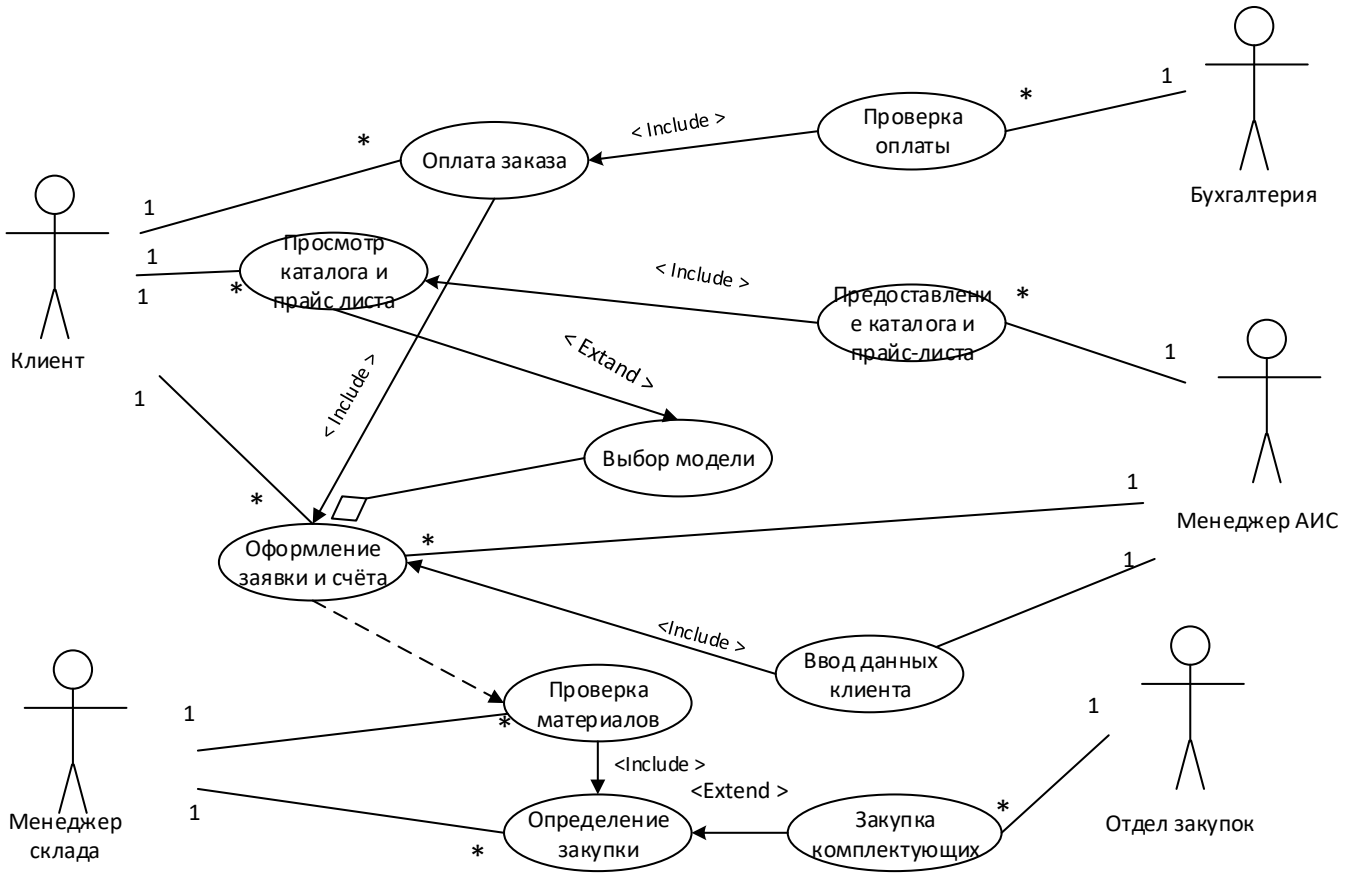 Проверка
оплаты
1
*
< Include >
*
Оплата заказа
Бухгалтерия
1
Просмотр
каталога и
прайс листа
1
*
1
< Include >
Предоставлени
е каталога и
прайс-листа
*
1
Клиент
< Extand >
< Include >
1
Выбор модели
*
1
Менеджер АИС
Оформление
заявки и счёта
*
1
<Include >
Ввод данных
клиента
Проверка
материалов
*
1
1
<Include >
<Extend >
1
Определение
закупки
*
Закупка
комплектующих
*
Отдел закупок
Менеджер
склада